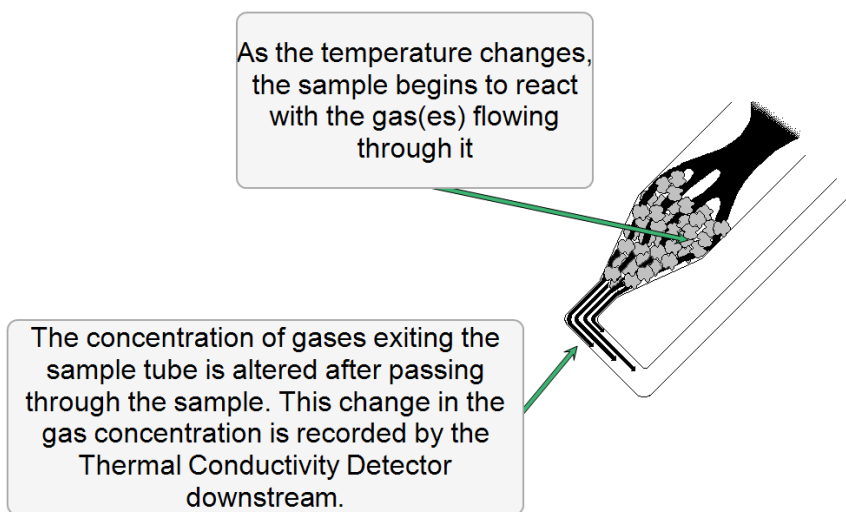 As the temperature changes,
the sample begins to react
with the gas(es) flowing
through it
The concentration of gases exiting the
sample tube is altered after passing
through the sample. This change in the
gas concentration is recorded by the
Thermal Conductivity Detector
downstream.